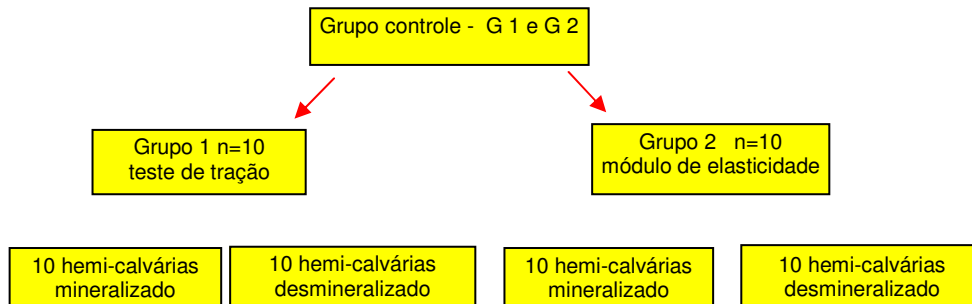 Grupo controle - G 1 e G 2
Grupo 1 n=10
teste de tração
Grupo 2 n=10
módulo de elasticidade
10 hemi-calvárias
mineralizado
10 hemi-calvárias
desmineralizado
10 hemi-calvárias
mineralizado
10 hemi-calvárias
desmineralizado